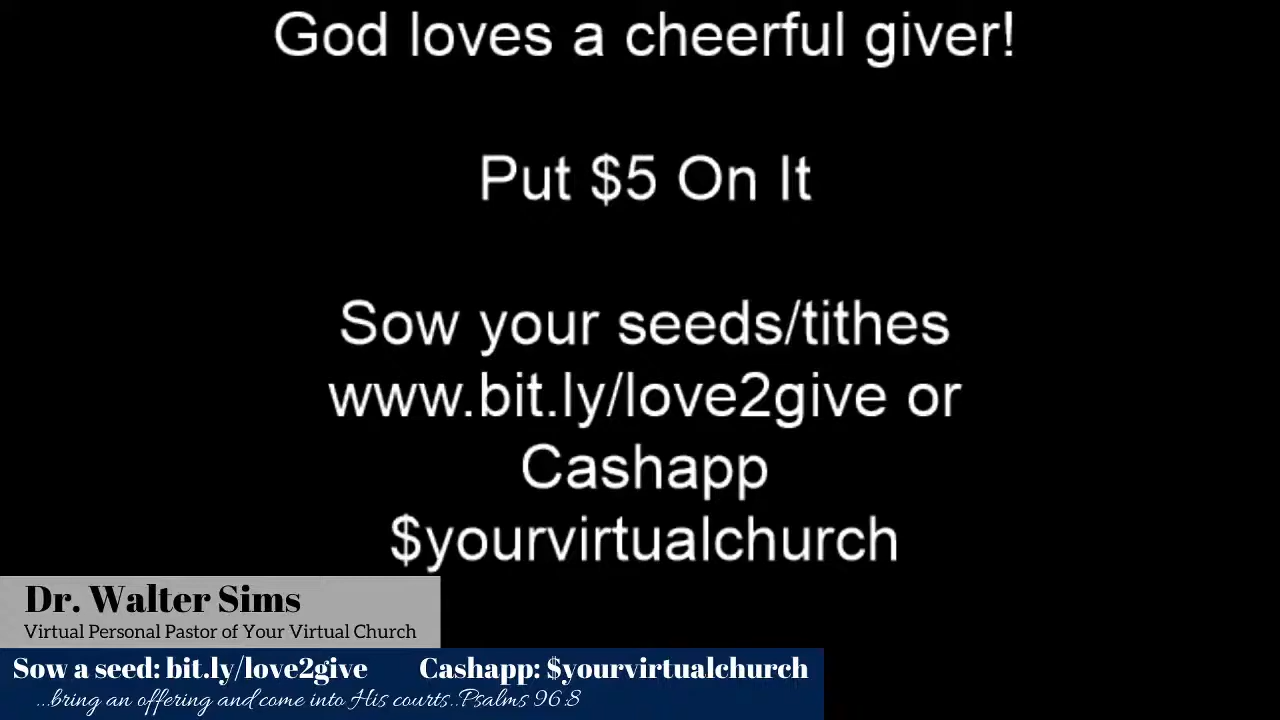 God loves a cheerful giver!
Put $5 On It
Sow your seeds/tithes
www.bit.ly/love2give or
Cashapp
$yourvirtualchurch
Dr. Walter Sims
Virtual Personal Pastor of Your Virtual Church
Sow a seed: bit.ly/love2give Cashapp: $yourvirtualchurch
...bring an offering and come into His courts..Psalms 96:8